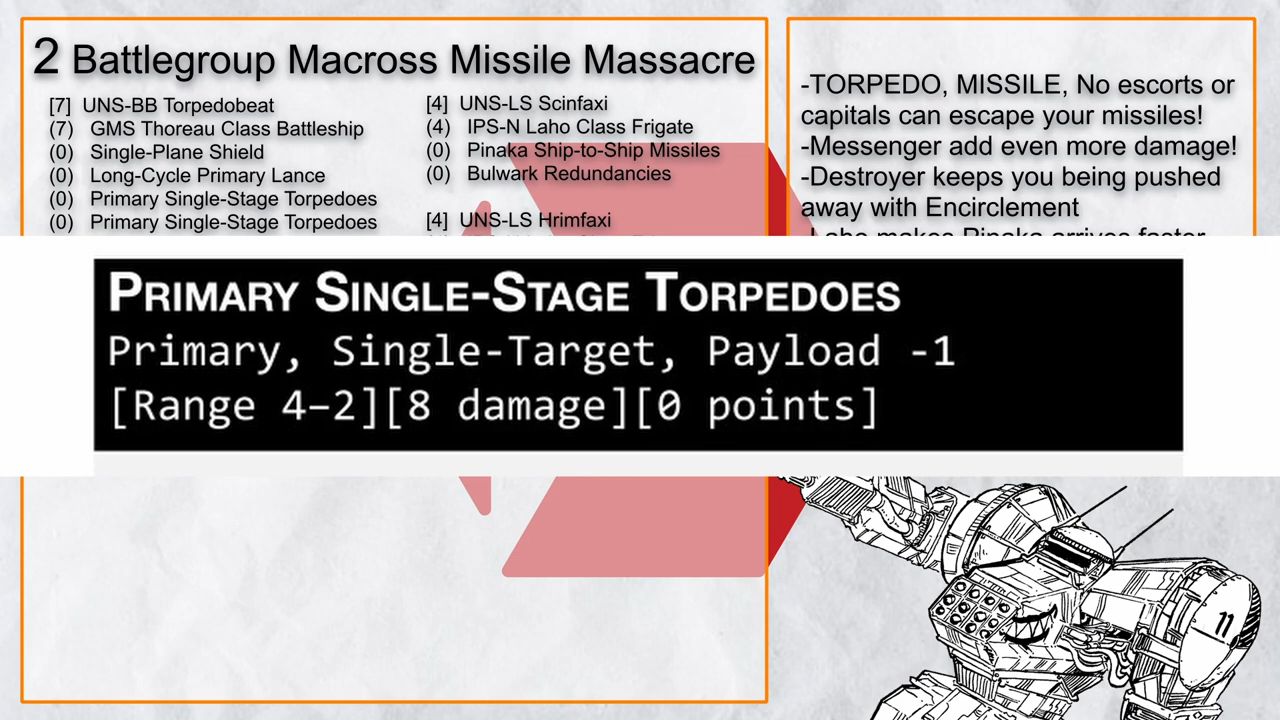 2 Battlegroup Macross Missile Massacre
[7] UNS-BB Torpedobeat
(7) GMS Thoreau Class Battleship
(0) Single-Plane Shield
(0) Long-Cycle Primary Lance
(0) Primary Single-Stage Torpedoes
(0) Primary Single-Stage Torpedoes
[4] UNS-LS Scinfaxi
(4) IPS-N Laho Class Frigate
(0) Pinaka Ship-to-Ship Missiles
(0) Bulwark Redundancies
[4] UNS-LS Hrimfaxi
-TORPEDO, MISSILE, No escorts or
capitals can escape your missiles!
-Messenger add even more damage!
-Destroyer keeps you being pushed
away with Encirclement
-Laho makes Pinaka arrives faster
PRIMARY SINGLE-STAGE TORPEDOES
Primary, Single-Target, Payload -1
[Range 4–2][8 damage][0 points]
11